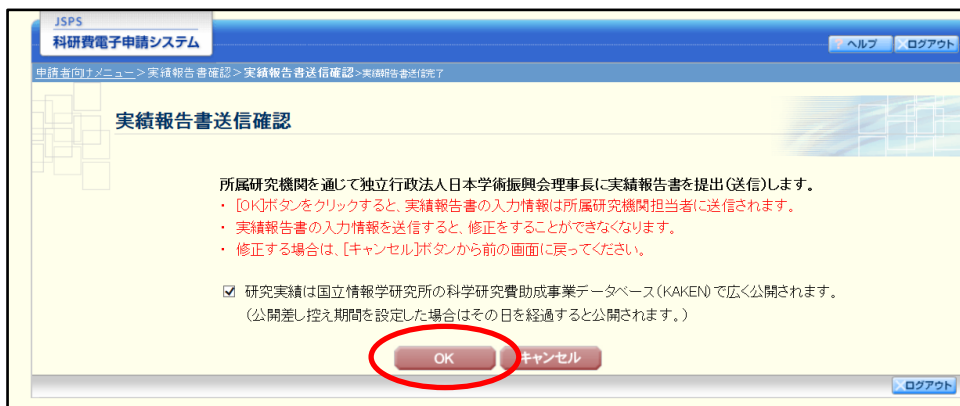 JSPS
科研費電子申請システム
? ヘルプ
ログアウト
申請者向けメニュー>実績報告書確認>実績報告書送信確認>実績報告書送信完了
実績報告書送信確認
所属研究機関を通じて独立行政法人日本学術振興会理事長に実績報告書を提出(送信)します。
・ [OK]ボタンをクリックすると、実績報告書の入力情報は所属研究機関担当者に送信されます。
・ 実績報告書の入力情報を送信すると、修正をすることができなくなります。
・ 修正する場合は、[キャンセル]ボタンから前の画面に戻ってください。
研究実績は国立情報学研究所の科学研究費助成事業データベース(KAKEN)で広く公開されます。
(公開差し控え期間を設定した場合はその日を経過すると公開されます。)
OK
キャンセル
ログアウト